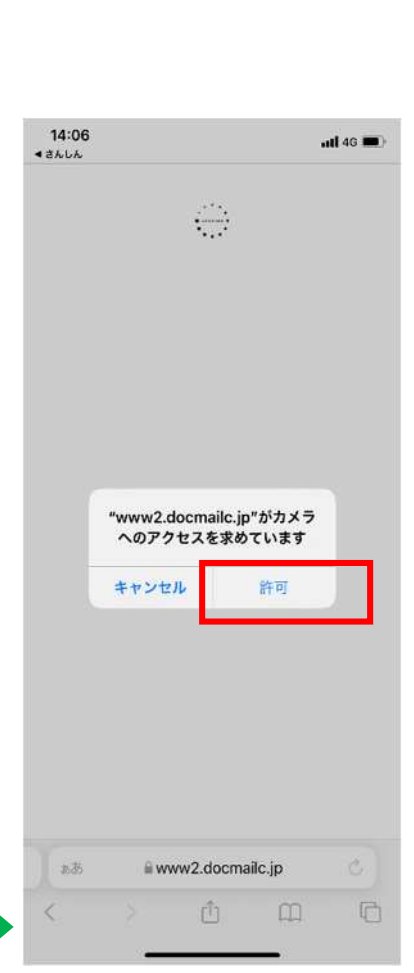 14:06
4G
◀ さんしん
“www2.docmailc.jp”がカメラ
へのアクセスを求めています
キャンセル
許可
ぁあ
www2.docmailc.jp